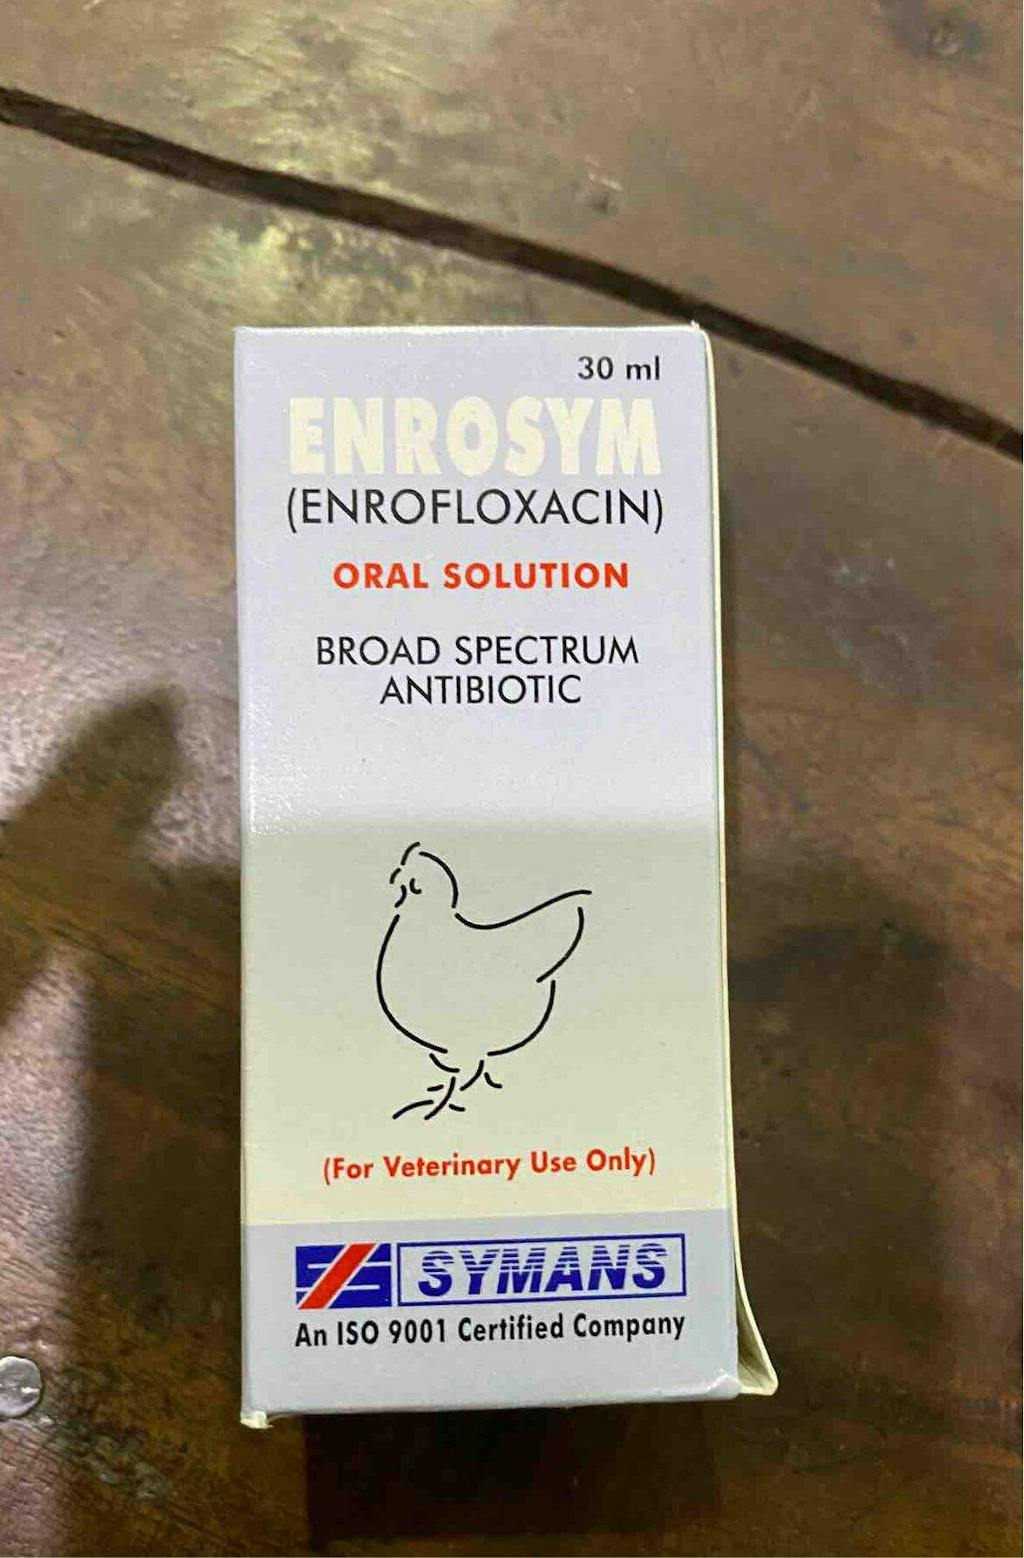 30 ml
ENROSYM
(ENROFLOXACIN)
ORAL SOLUTION
BROAD SPECTRUM
ANTIBIOTIC
(For Veterinary Use Only)
SYMANS
An ISO 9001 Certified Company